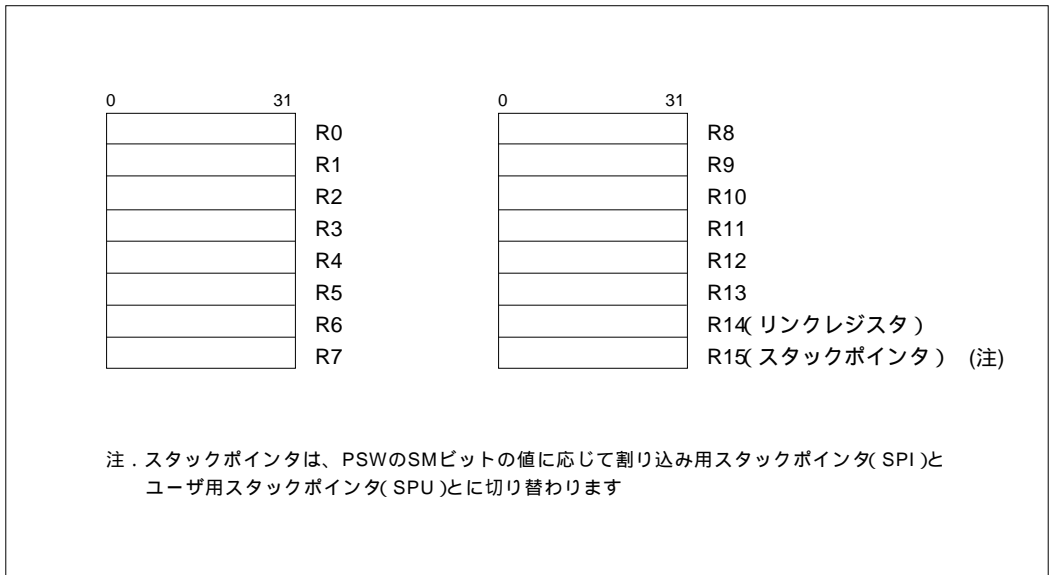 0 31
R0
R1
R2
R3
R4
R5
R6
R7
0 31
R8
R9
R10
R11
R12
R13
R14(リンクレジスタ)
R15(スタックポインタ) (注)
注.スタックポインタは、PSWのSMビットの値に応じて割り込み用スタックポインタ(SPI)と
ユーザ用スタックポインタ(SPU)とに切り替わります